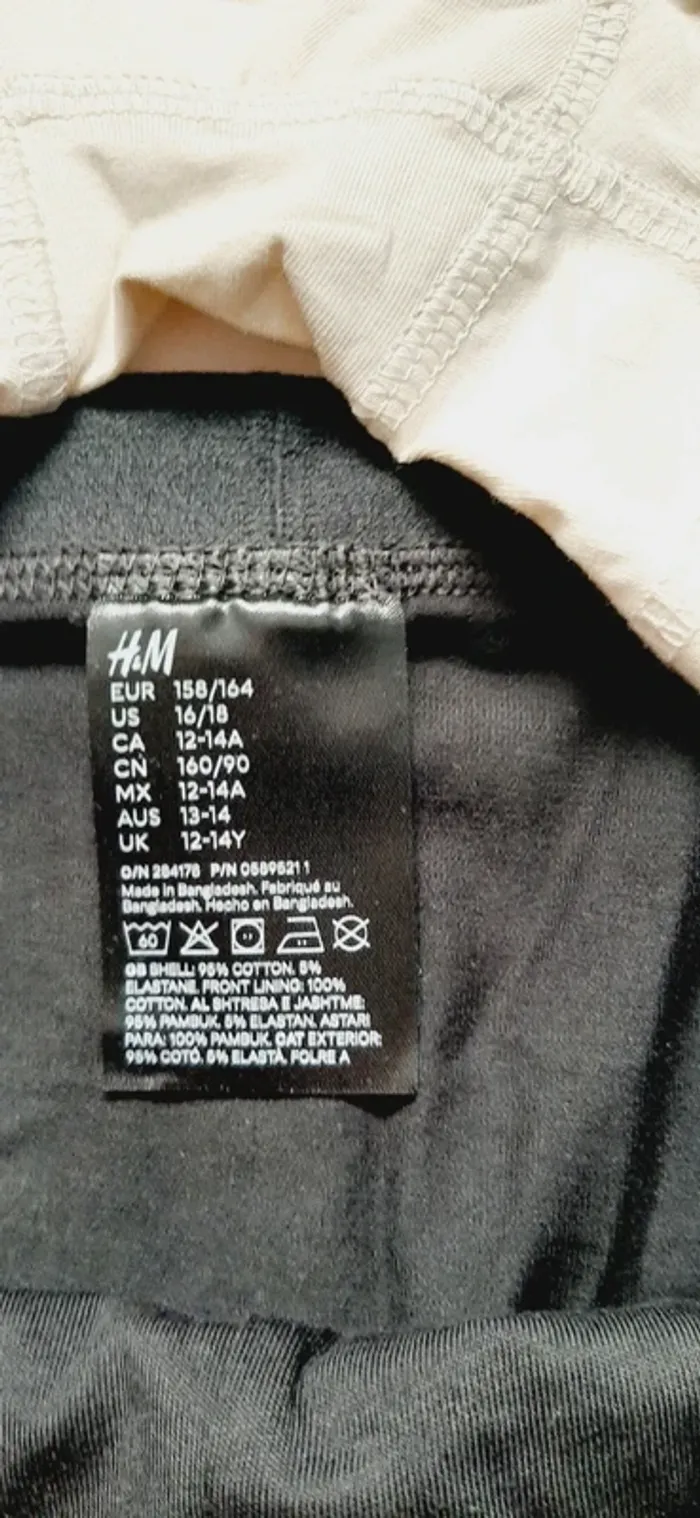 H&M
EUR 158/164
US 16/18
CA 12-14A
CN 160/90
MX 12-14A
AUS 13-14
UK 12-14Y
O/N 284178 P/N 0589521 1
Made in Bangladesh. Fabriqué au
Bangladesh. Hecho en Bangladesh.
60
GB SHELL: 95% COTTON. 5%
ELASTANE. FRONT LINING: 100%
COTTON. AL SHTRESA E JASHTME:
95% PAMBUK. 5% ELASTAN. ASTARI
PARA: 100% PAMBUK. CAT EXTERIOR:
95% COTÓ. 5% ELASTÀ. FOLRE A